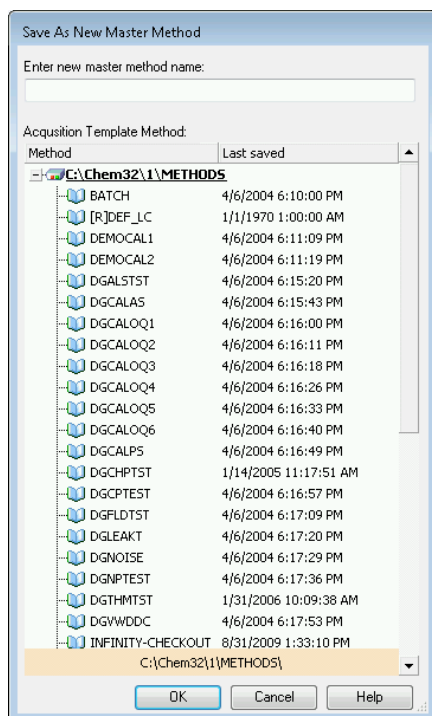 Save As New Master Method
Enter new master method name:
Acqusition Template Method:
Method Last saved
C:\Chem32\1\METHODS
BATCH 4/6/2004 6:10:00 PM
[R]DEF_LC 1/1/1970 1:00:00 AM
DEMOCAL1 4/6/2004 6:11:09 PM
DEMOCAL2 4/6/2004 6:11:19 PM
DGALSTST 4/6/2004 6:15:20 PM
DGCALAS 4/6/2004 6:15:43 PM
DGCALOQ1 4/6/2004 6:16:00 PM
DGCALOQ2 4/6/2004 6:16:11 PM
DGCALOQ3 4/6/2004 6:16:18 PM
DGCALOQ4 4/6/2004 6:16:26 PM
DGCALOQ5 4/6/2004 6:16:33 PM
DGCALOQ6 4/6/2004 6:16:40 PM
DGCALPS 4/6/2004 6:16:49 PM
DGCHPTST 1/14/2005 11:17:51 AM
DGCPTEST 4/6/2004 6:16:57 PM
DGFLDTST 4/6/2004 6:17:09 PM
DGLEAKT 4/6/2004 6:17:20 PM
DGNOISE 4/6/2004 6:17:29 PM
DGNPTEST 4/6/2004 6:17:36 PM
DGTHMTST 1/31/2006 10:09:38 AM
DGVWDDC 4/6/2004 6:17:53 PM
INFINITY-CHECKOUT 8/31/2009 1:33:10 PM
C:\Chem32\1\METHODS\
OK Cancel Help